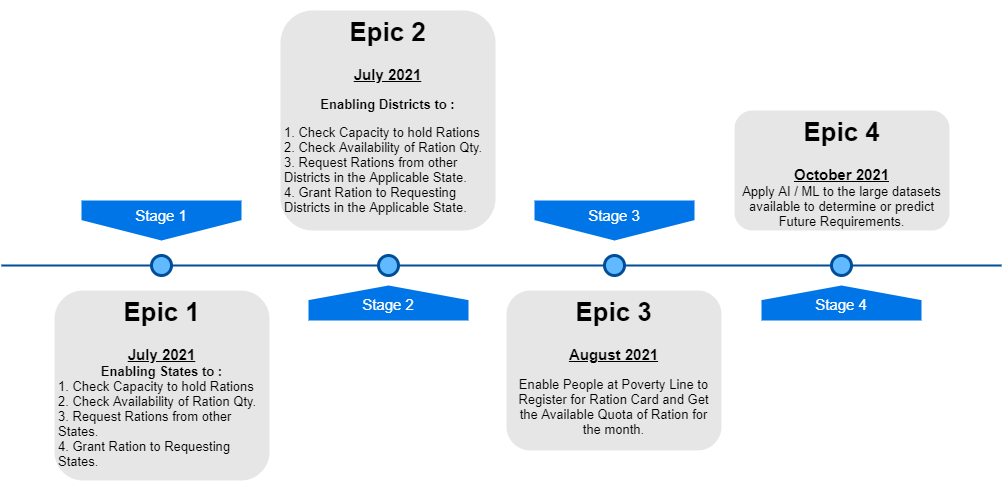 Epic 2
July 2021
Enabling Districts to :
1. Check Capacity to hold Rations
2. Check Availability of Ration Qty.
3. Request Rations from other
Districts in the Applicable State.
4. Grant Ration to Requesting
Districts in the Applicable State.
Epic 4
October 2021
Apply AI / ML to the large datasets
available to determine or predict
Future Requirements.
Stage 1
Stage 3
Stage 2
Stage 4
Epic 1
July 2021
Enabling States to :
1. Check Capacity to hold Rations
2. Check Availability of Ration Qty.
3. Request Rations from other
States.
4. Grant Ration to Requesting
States.
Epic 3
August 2021
Enable People at Poverty Line to
Register for Ration Card and Get
the Available Quota of Ration for
the month.